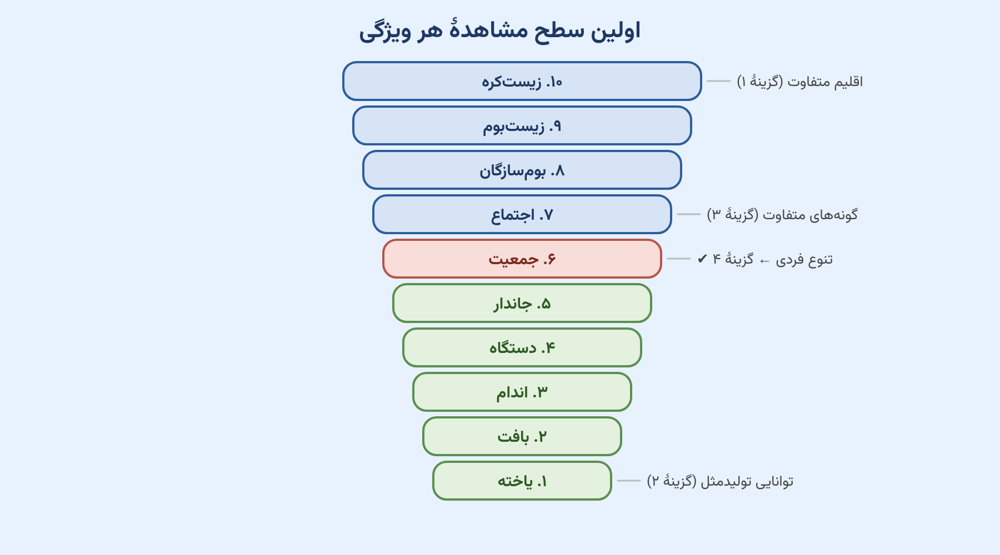 اولین سطح مشاهدهٔ هر ویژگی
۱۰. زیست‌کره
اقلیم متفاوت (گزینهٔ ۱)
۹. زیست‌بوم
۸. بوم‌سازگان
۷. اجتماع
گونه‌های متفاوت (گزینهٔ ۳)
۶. جمعیت
تنوع فردی ← گزینهٔ ۴ ✔
۵. جاندار
۴. دستگاه
۳. اندام
۲. بافت
۱. یاخته
توانایی تولیدمثل (گزینهٔ ۲)